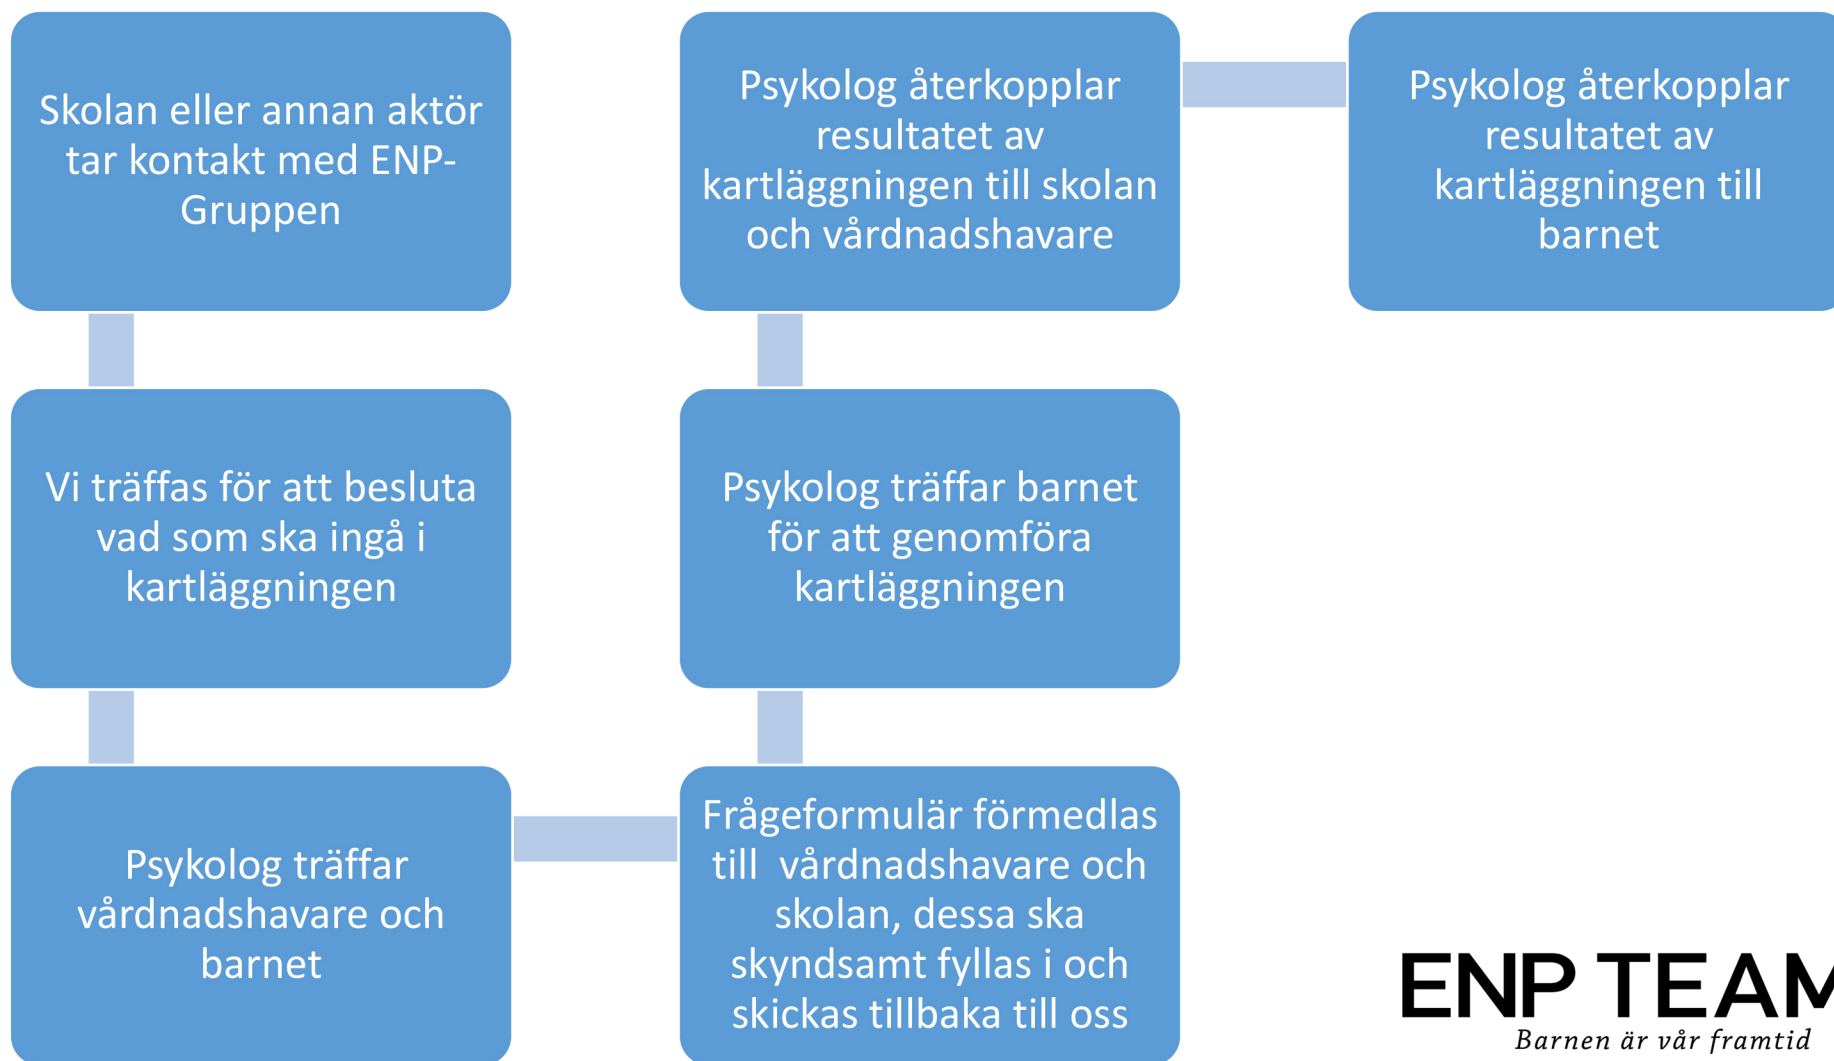 Skolan eller annan aktör
tar kontakt med ENP-
Gruppen
Vi träffas för att besluta
vad som ska ingå i
kartläggningen
Psykolog träffar
vårdnadshavare och
barnet
Frågeformulär förmedlas
till  vårdnadshavare och
skolan, dessa ska
skyndsamt fyllas i och
skickas tillbaka till oss
Psykolog träffar barnet
för att genomföra
kartläggningen
Psykolog återkopplar
resultatet av
kartläggningen till skolan
och vårdnadshavare
Psykolog återkopplar
resultatet av
kartläggningen till
barnet
ENP TEAM
Barnen är vår framtid